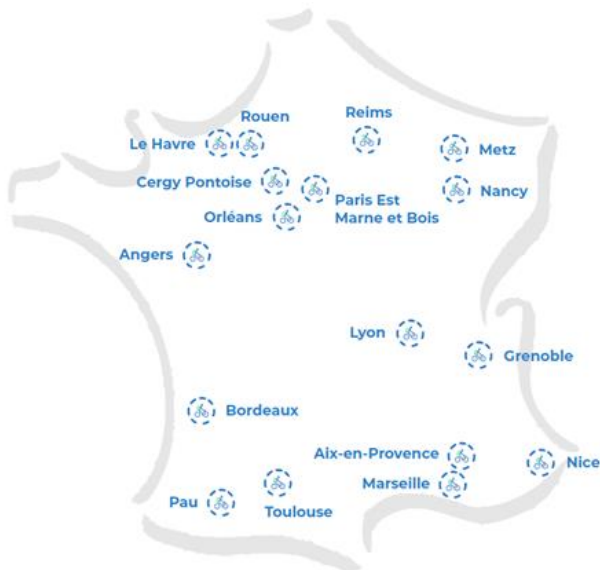 Rouen
Reims
Le Havre
Metz
Cergy Pontoise
Paris Est
Marne et Bois
Nancy
Orléans
Angers
Lyon
Grenoble
Bordeaux
Aix-en-Provence
Nice
Marseille
Pau
Toulouse